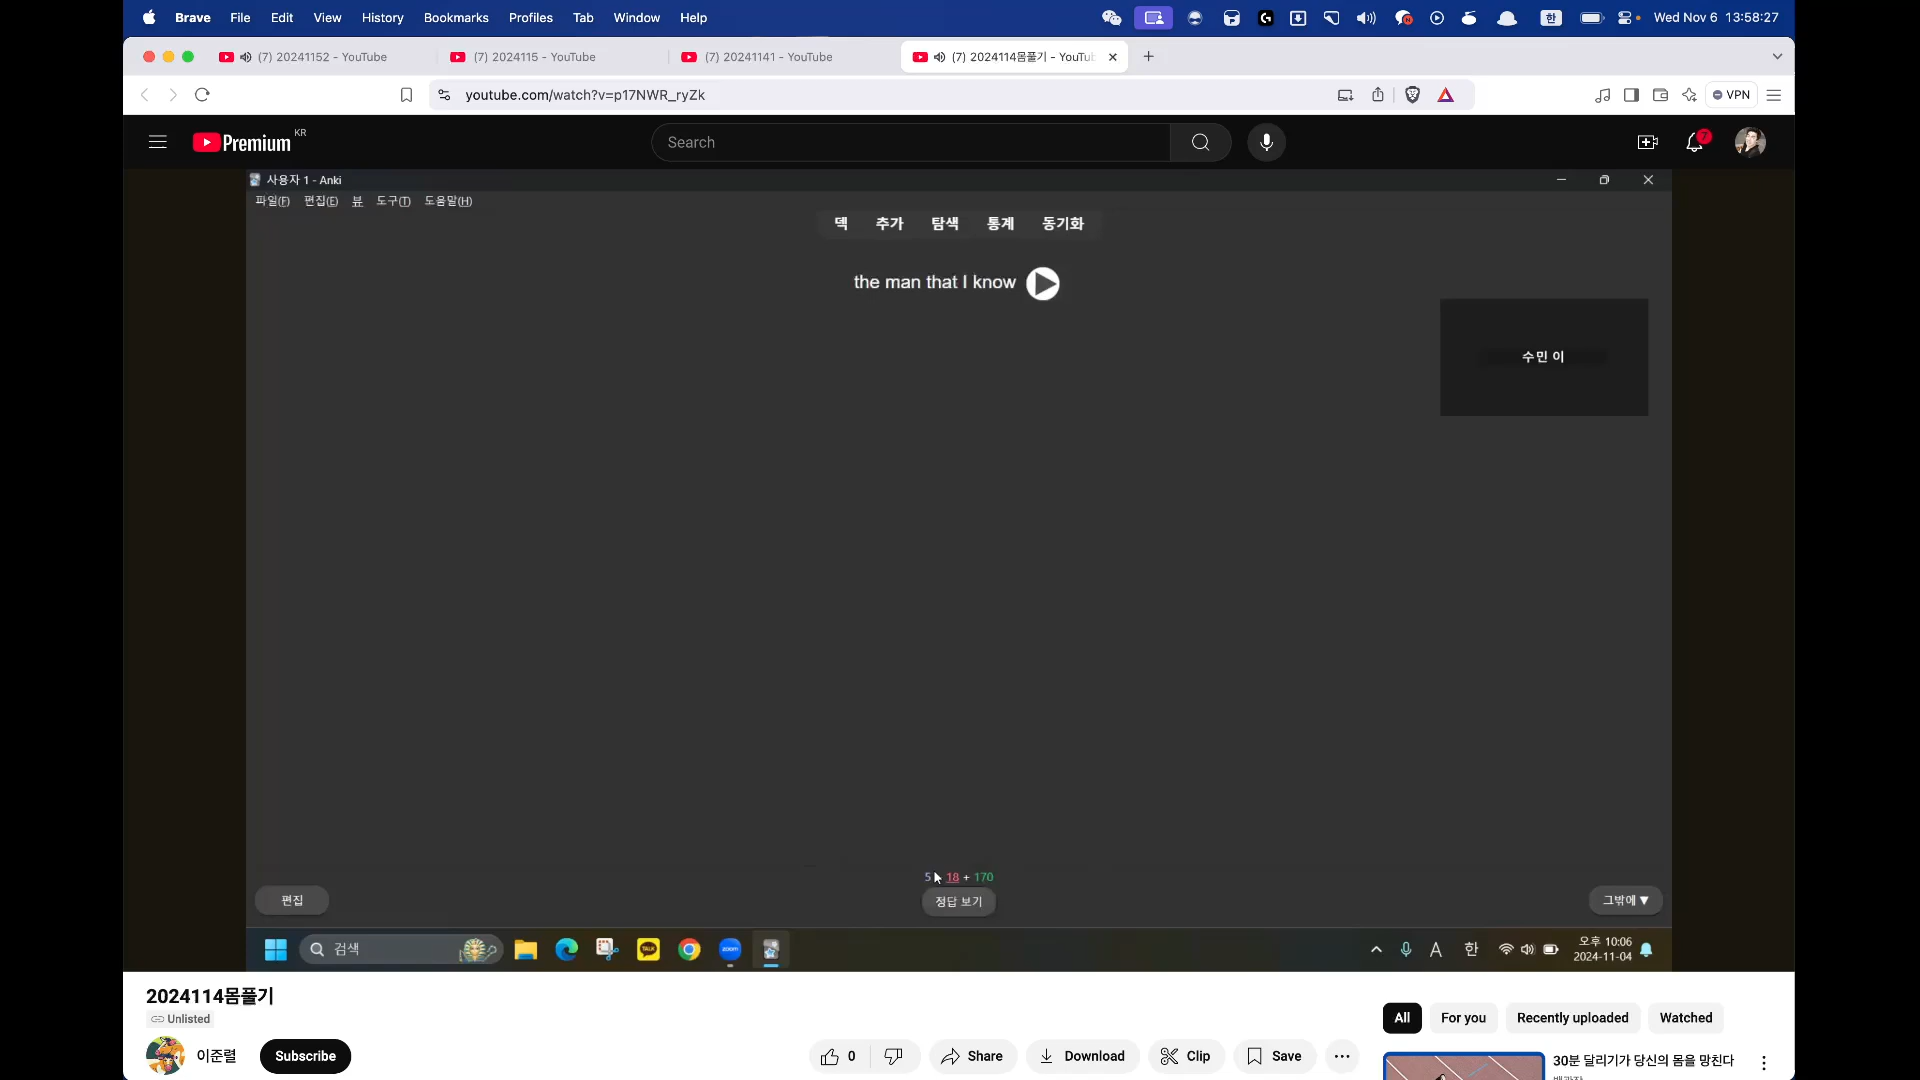 Brave File Edit View History Bookmarks Profiles Tab Window Help 한 Wed Nov 6 13:58:27
(7) 20241152 - YouTube (7) 2024115 - YouTube (7) 20241141 - YouTube (7) 2024114몸풀기 - YouTu
youtube.com/watch?v=p17NWR_ryZk VPN
Premium KR Search 7
사용자 1 - Anki
파일(F) 편집(E) 뷰 도구(T) 도움말(H)
덱 추가 탐색 통계 동기화
the man that I know
수민 이
5 18 + 170
편집 정답 보기 그밖에 ▼
검색 TALK zoom A 한 오후 10:06
2024-11-04
2024114몸풀기
Unlisted
All For you Recently uploaded Watched
이준렬 Subscribe 0 Share Download Clip Save
30분 달리기가 당신의 몸을 망친다